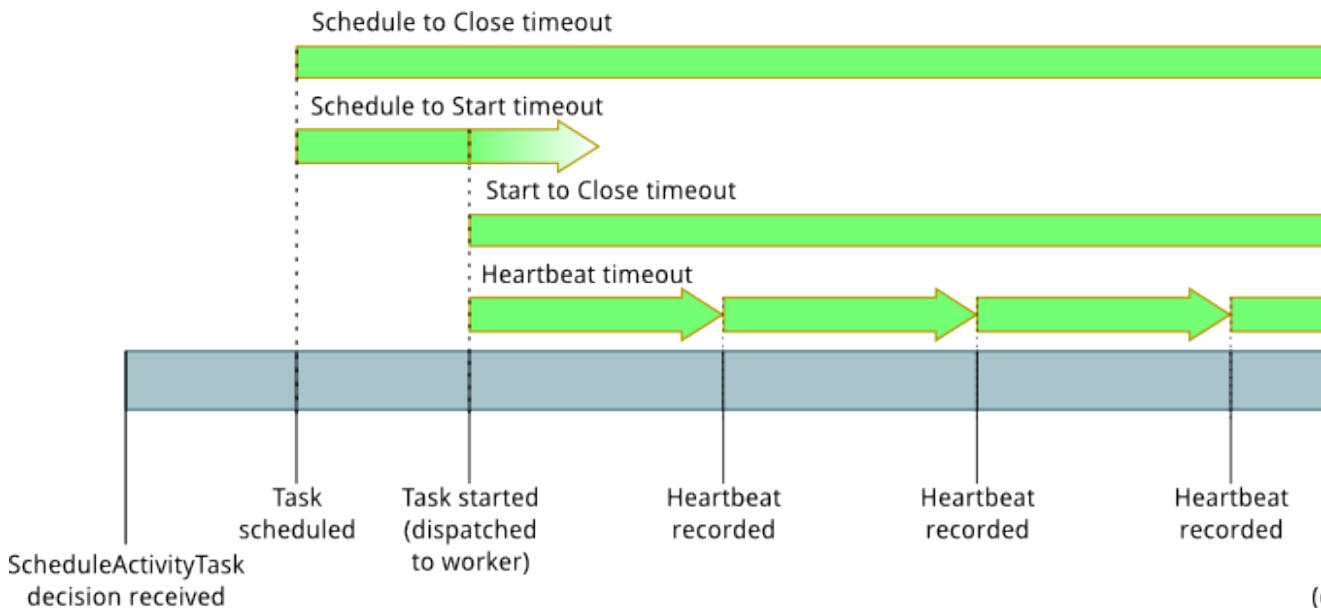 Schedule to Close timeout
Schedule to Start timeout
Start to Close timeout
Heartbeat timeout
Task
scheduled
Task started
(dispatched
to worker)
Heartbeat
recorded
Heartbeat
recorded
Heartbeat
recorded
ScheduleActivityTask
decision received